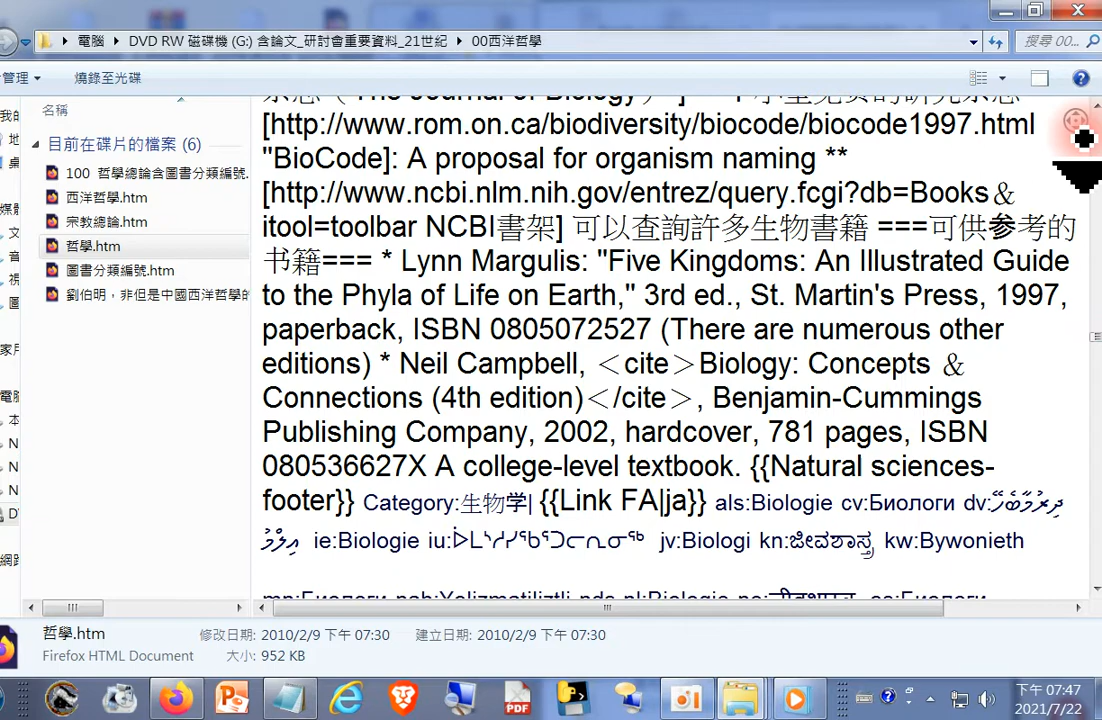 電腦 DVD RW 磁碟機 (G:) 含論文_研討會重要資料_21世紀 00西洋哲學
搜尋 00...
管理
燒錄至光碟
名稱
目前在碟片的檔案 (6)
100 哲學總論含圖書分類編號.
西洋哲學.htm
宗教總論.htm
哲學.htm
圖書分類編號.htm
劉伯明，非但是中國西洋哲學的
[http://www.rom.on.ca/biodiversity/biocode/biocode1997.html
"BioCode]: A proposal for organism naming **
[http://www.ncbi.nlm.nih.gov/entrez/query.fcgi?db=Books＆
itool=toolbar NCBI書架] 可以查詢許多生物書籍 ===可供参考的
书籍=== * Lynn Margulis: "Five Kingdoms: An Illustrated Guide
to the Phyla of Life on Earth," 3rd ed., St. Martin's Press, 1997,
paperback, ISBN 0805072527 (There are numerous other
editions) * Neil Campbell, ＜cite＞Biology: Concepts ＆
Connections (4th edition)＜/cite＞, Benjamin-Cummings
Publishing Company, 2002, hardcover, 781 pages, ISBN
080536627X A college-level textbook. {{Natural sciences-
footer}} Category:生物学| {{Link FA|ja}} als:Biologie cv:Биологи dv:
ie:Biologie jv:Biologi kn:ಜೀವಶಾಸ್ತ್ರ kw:Bywonieth
哲學.htm 修改日期: 2010/2/9 下午 07:30 建立日期: 2010/2/9 下午 07:30
Firefox HTML Document 大小: 952 KB
下午 07:47
2021/7/22